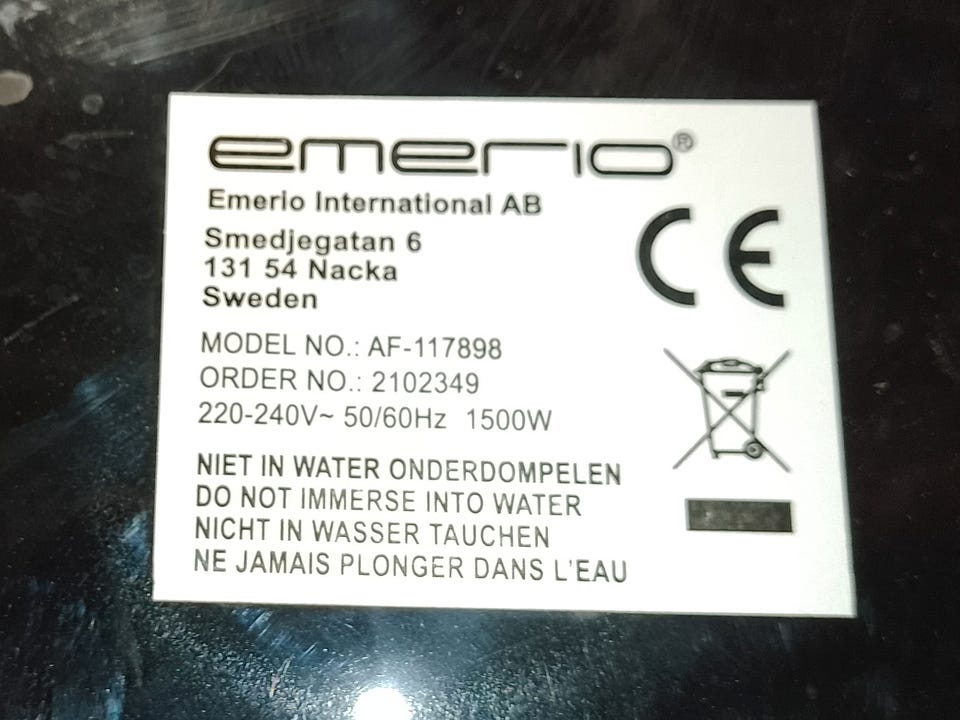 emerio®
Emerio International AB
Smedjegatan 6
131 54 Nacka
Sweden
MODEL NO.: AF-117898
ORDER NO.: 2102349
220-240V~ 50/60Hz 1500W
NIET IN WATER ONDERDOMPELEN
DO NOT IMMERSE INTO WATER
NICHT IN WASSER TAUCHEN
NE JAMAIS PLONGER DANS L'EAU
CE